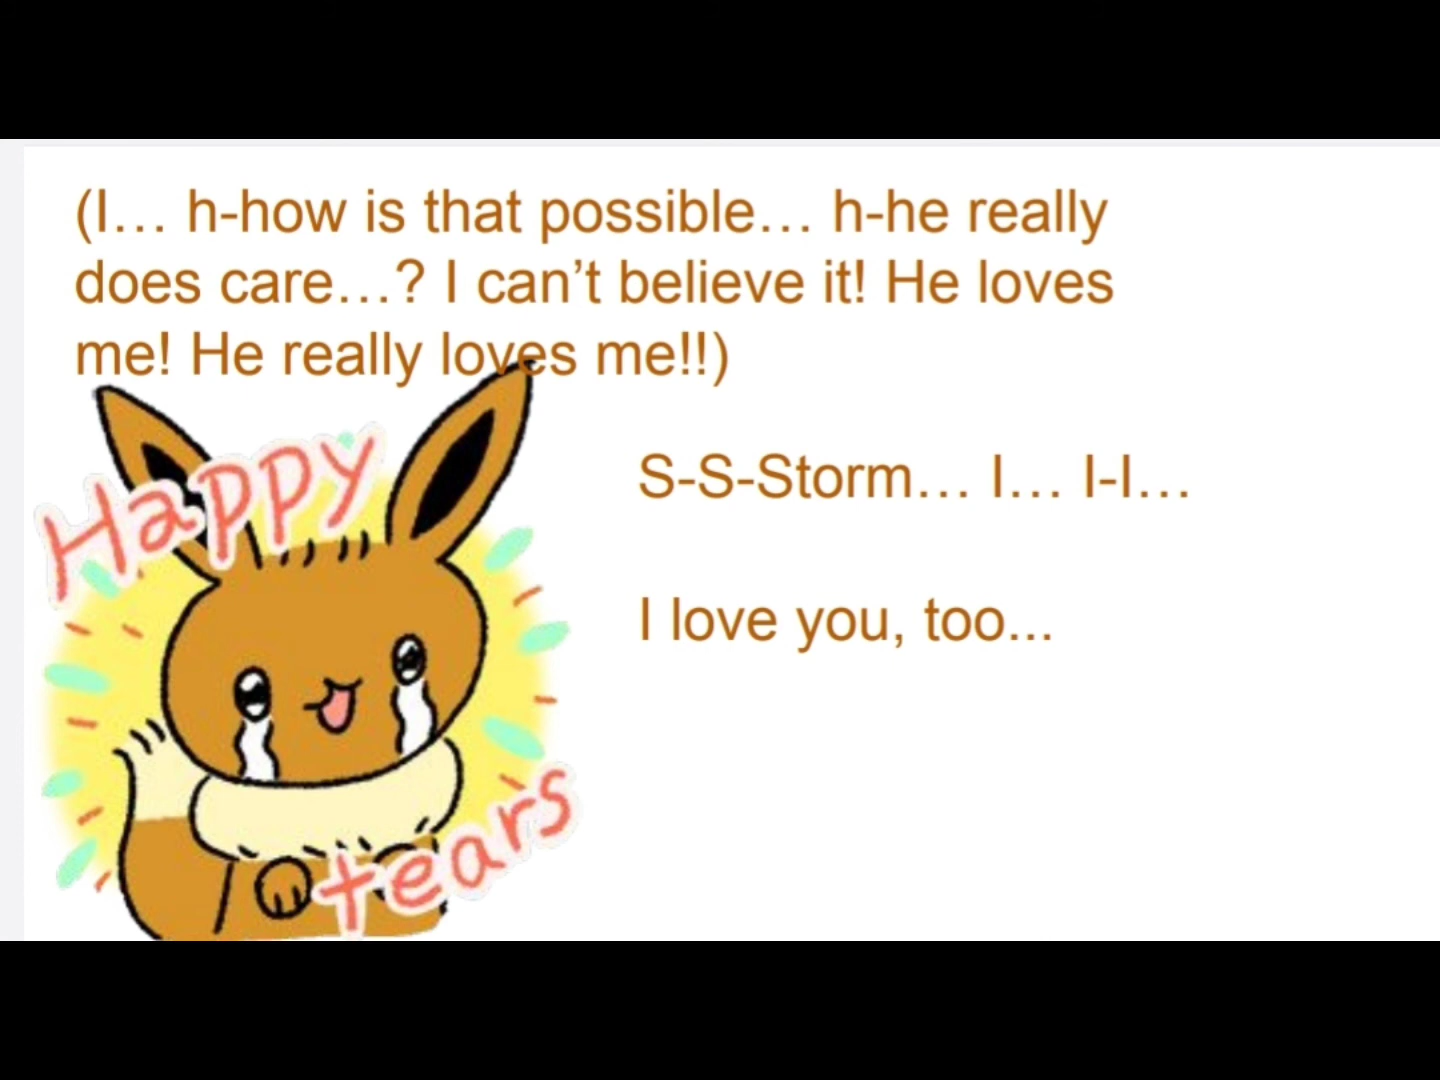 (I… h-how is that possible… h-he really
does care…? I can’t believe it! He loves
me! He really loves me!!)
Happy
S-S-Storm… I… I-I…
I love you, too...
tears